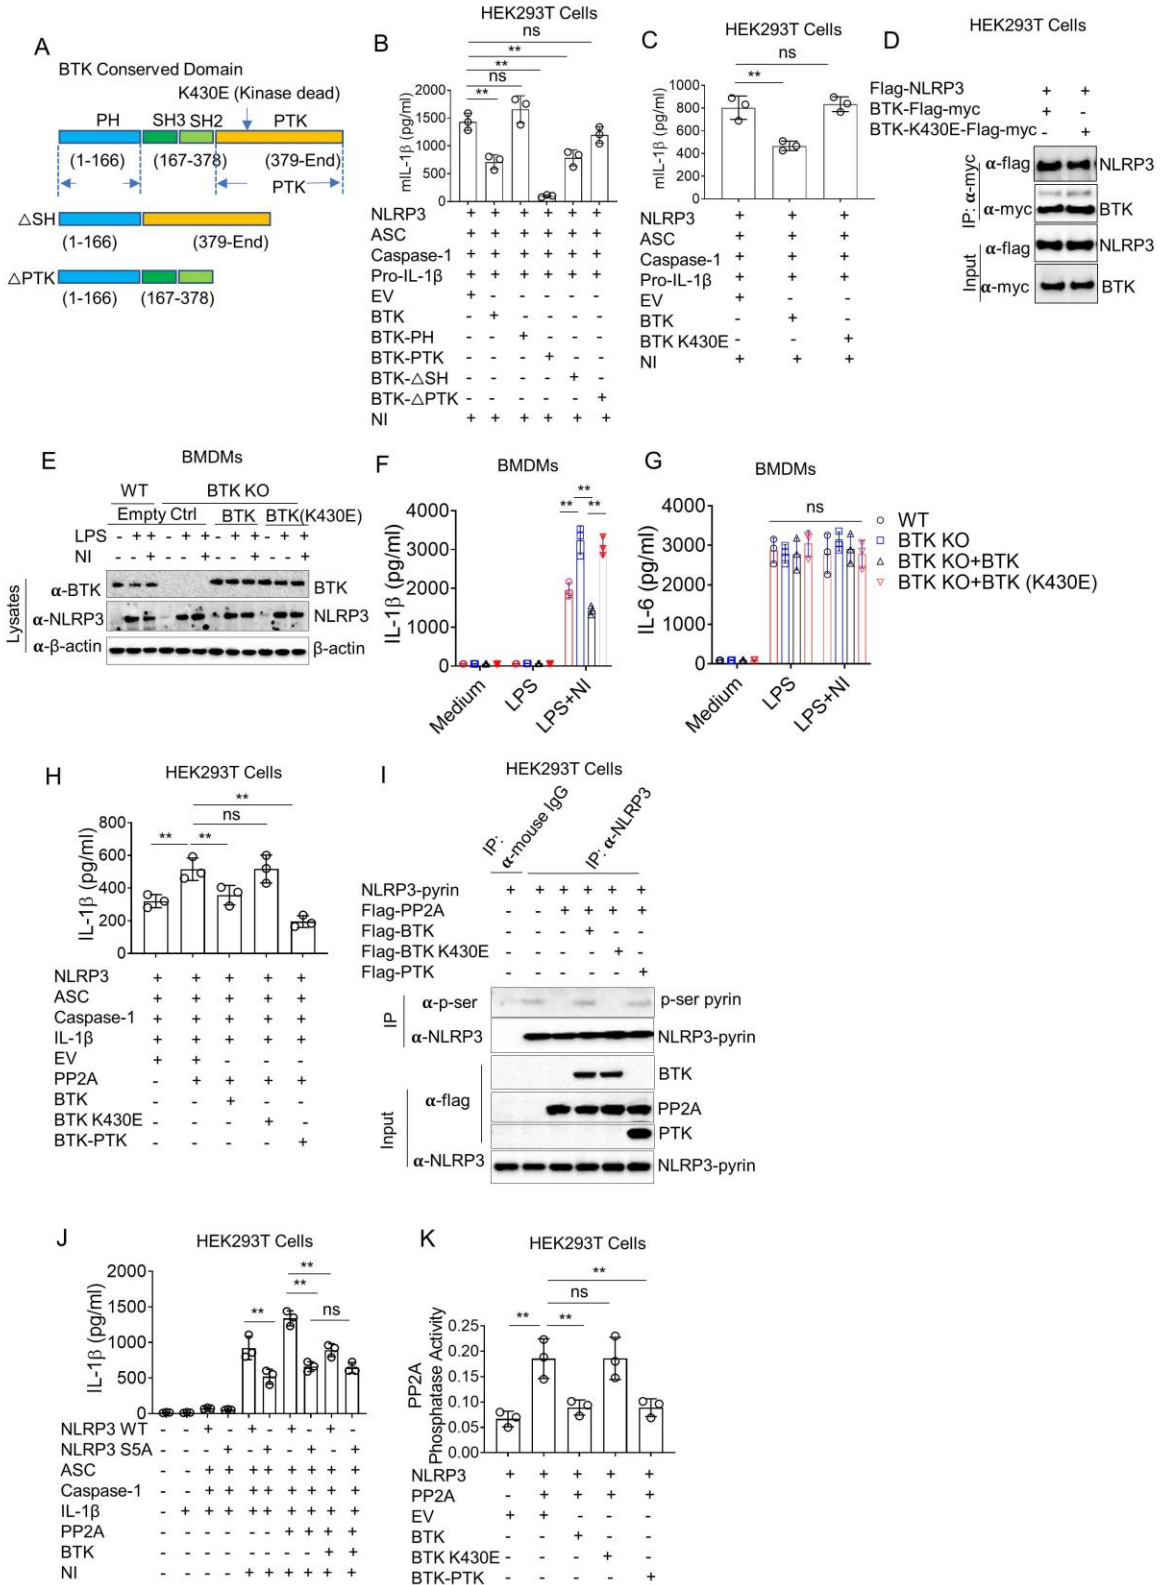 A
BTK Conserved Domain
K430E (Kinase dead)
PH SH3 SH2 PTK
(1-166) (167-378) (379-End)
PTK
△SH
(1-166) (379-End)
△PTK
(1-166) (167-378)
B
HEK293T Cells
ns
**
**
ns
**
mIL-1β (pg/ml)
2000
1500
1000
500
0
NLRP3 + + + + + +
ASC + + + + + +
Caspase-1 + + + + + +
Pro-IL-1β + + + + + +
EV + - - - - -
BTK - + - - - -
BTK-PH - - + - - -
BTK-PTK - - - + - -
BTK-△SH - - - - + -
BTK-△PTK - - - - - +
NI + + + + + +
C
HEK293T Cells
ns
**
mIL-1β (pg/ml)
1000
800
600
400
200
0
NLRP3 + + +
ASC + + +
Caspase-1 + + +
Pro-IL-1β + + +
EV + - -
BTK - + -
BTK K430E - - +
NI + + +
D
HEK293T Cells
Flag-NLRP3 + +
BTK-Flag-myc + -
BTK-K430E-Flag-myc - +
IP: α-myc
α-flag NLRP3
α-myc BTK
Input
α-flag NLRP3
α-myc BTK
E
BMDMs
WT BTK KO
Empty Ctrl BTK BTK(K430E)
LPS - + + - + + - + + - + +
NI - - + - - + - - + - - +
Lysates
α-BTK BTK
α-NLRP3 NLRP3
α-β-actin β-actin
F
BMDMs
**
** **
IL-1β (pg/ml)
4000
3000
2000
1000
0
Medium LPS LPS+NI
G
BMDMs
ns
IL-6 (pg/ml)
4000
3000
2000
1000
0
Medium LPS LPS+NI
WT
BTK KO
BTK KO+BTK
BTK KO+BTK (K430E)
H
HEK293T Cells
**
ns
** **
IL-1β (pg/ml)
800
600
400
200
0
NLRP3 + + + + +
ASC + + + + +
Caspase-1 + + + + +
IL-1β + + + + +
EV + + - - -
PP2A - + + + +
BTK - - + - -
BTK K430E - - - + -
BTK-PTK - - - - +
I
HEK293T Cells
IP: α-mouse IgG
IP: α-NLRP3
NLRP3-pyrin + + + + + +
Flag-PP2A - - + + + +
Flag-BTK - - - + - -
Flag-BTK K430E - - - - + -
Flag-PTK - - - - - +
IP
α-p-ser p-ser pyrin
α-NLRP3 NLRP3-pyrin
Input
α-flag
BTK
PP2A
PTK
α-NLRP3 NLRP3-pyrin
J
HEK293T Cells
**
**
** ns
IL-1β (pg/ml)
2000
1500
1000
500
0
NLRP3 WT - - + - + - + - + -
NLRP3 S5A - - - + - + - + - +
ASC - - + + + + + + + +
Caspase-1 - - + + + + + + + +
IL-1β - + + + + + + + + +
PP2A - - - - - - + + + +
BTK - - - - - - - - + +
NI - - - - + + + + + +
K
HEK293T Cells
**
ns
** **
PP2A
Phosphatase Activity
0.25
0.20
0.15
0.10
0.05
0.00
NLRP3 + + + + +
PP2A - + + + +
EV + + - - -
BTK - - + - -
BTK K430E - - - + -
BTK-PTK - - - - +